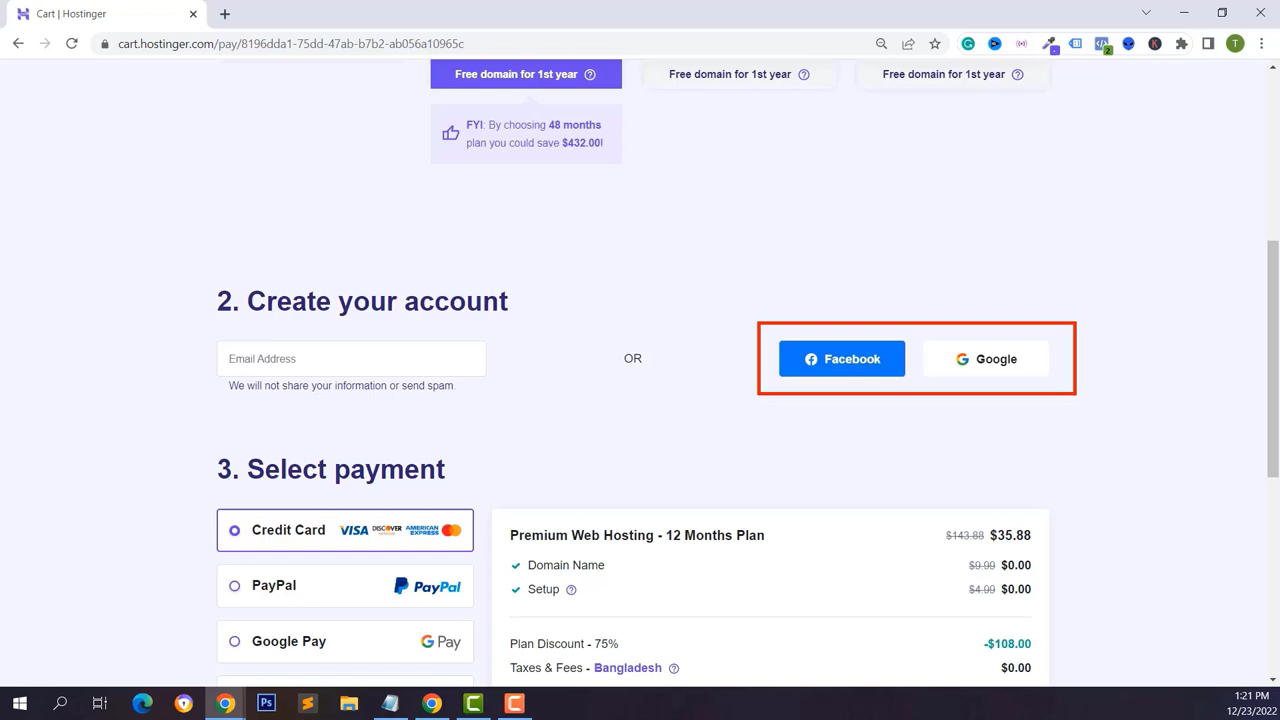 Cart | Hostinger
cart.hostinger.com/pay/8196dda1-75dd-47ab-b7b2-ab056a10965c
2
T
Free domain for 1st year
Free domain for 1st year
Free domain for 1st year
FYI: By choosing 48 months
plan you could save $432.00!
2. Create your account
Email Address
OR
Facebook
Google
We will not share your information or send spam.
3. Select payment
Credit Card VISA DISCOVER AMERICAN EXPRESS
PayPal PayPal
Google Pay G Pay
Premium Web Hosting - 12 Months Plan $143.88 $35.88
Domain Name $9.99 $0.00
Setup $4.99 $0.00
Plan Discount - 75% -$108.00
Taxes & Fees - Bangladesh $0.00
Ps
1:21 PM
12/23/2022